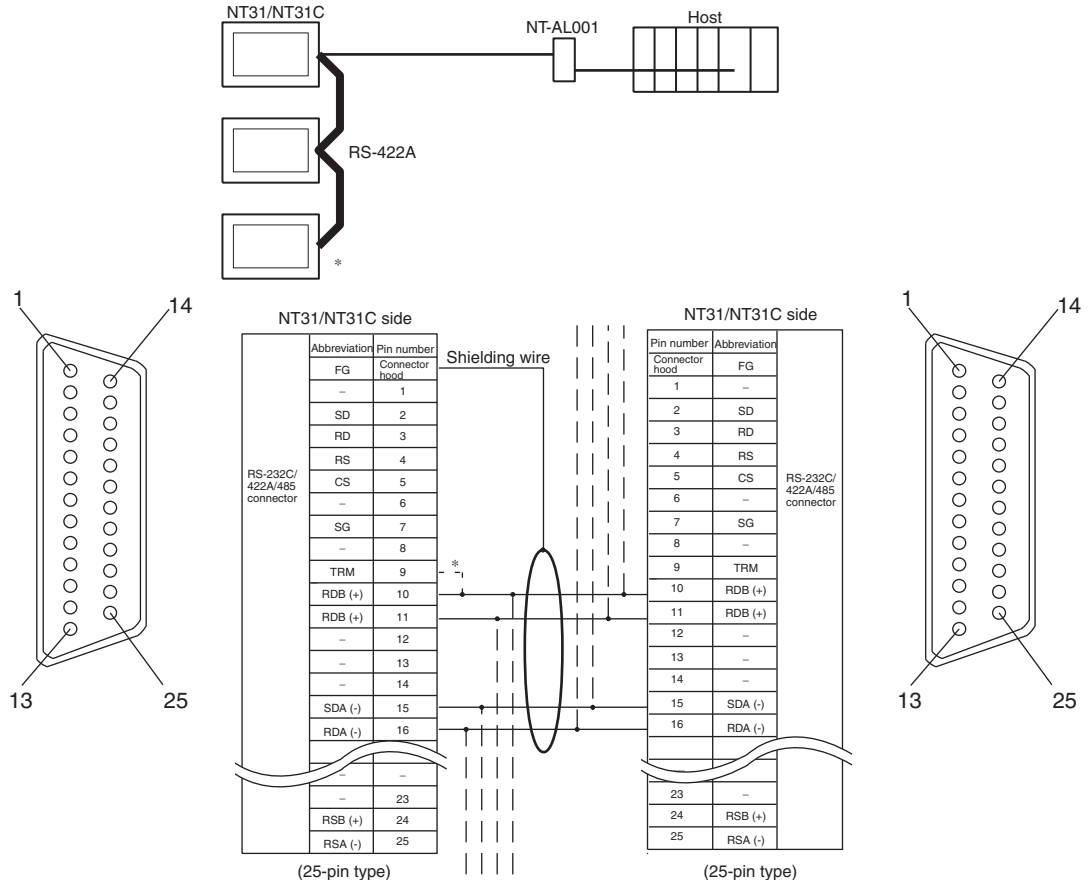 NT31/NT31C
NT-AL001
Host
RS-422A
*
1
14
13
25
NT31/NT31C side
RS-232C/
422A/485
connector
Abbreviation Pin number
FG Connector hood
– 1
SD 2
RD 3
RS 4
CS 5
– 6
SG 7
– 8
TRM 9
RDB (+) 10
RDB (+) 11
– 12
– 13
– 14
SDA (-) 15
RDA (-) 16
– –
– 23
RSB (+) 24
RSA (-) 25
(25-pin type)
Shielding wire
*
NT31/NT31C side
Pin number Abbreviation
Connector hood FG
1 –
2 SD
3 RD
4 RS
5 CS
6 –
7 SG
8 –
9 TRM
10 RDB (+)
11 RDB (+)
12 –
13 –
14 –
15 SDA (-)
16 RDA (-)
23 –
24 RSB (+)
25 RSA (-)
RS-232C/
422A/485
connector
(25-pin type)
1
14
13
25